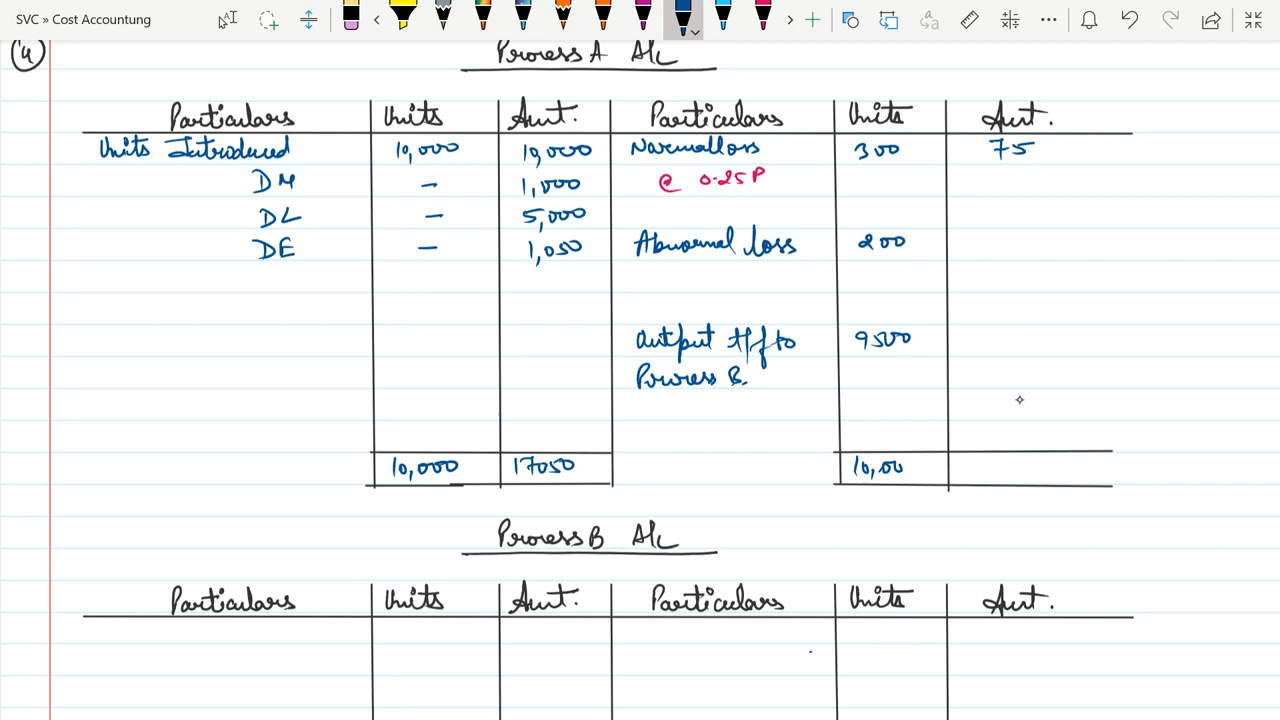 SVC » Cost Accountung
(4) Process A A/c
Particulars Units Amt. Particulars Units Amt.
Units Introduced 10,000 10,000 Normal loss 300 75
DM - 1,000 @ 0.25 P
DL - 5,000
DE - 1,050 Abnormal loss 200
Output tff to 9500
Process B.
10,000 17050 10,00
Process B A/c
Particulars Units Amt. Particulars Units Amt.